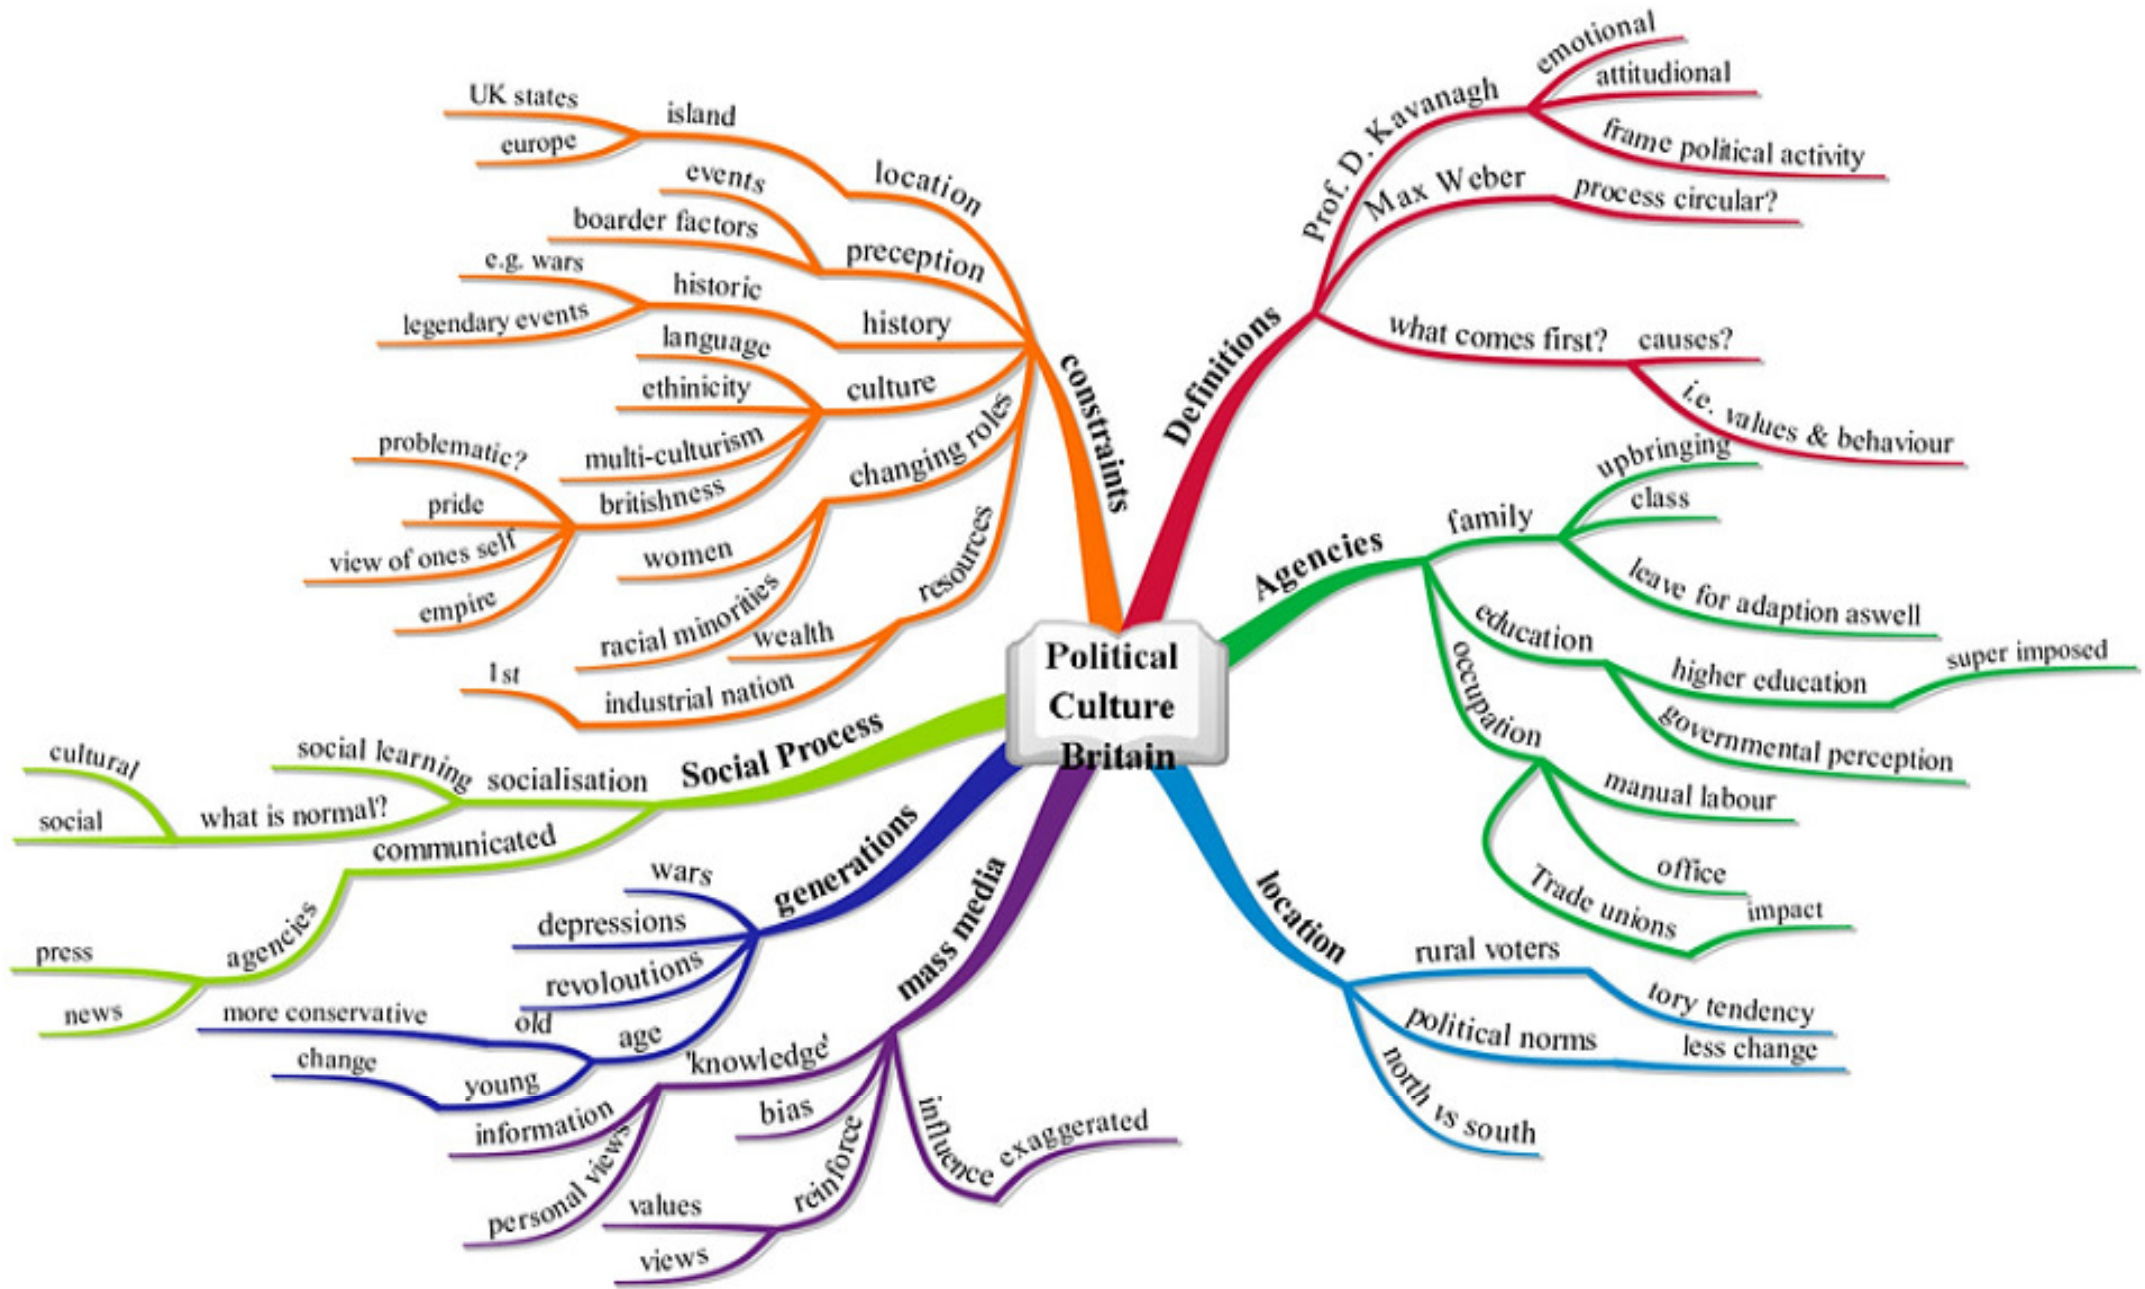 Political
Culture
Britain
Definitions
Prof. D. Kavanagh
emotional
attitudional
frame political activity
Max Weber
process circular?
what comes first?
causes?
i.e. values & behaviour
Agencies
family
upbringing
class
leave for adaption aswell
education
higher education
super imposed
governmental perception
occupation
manual labour
office
Trade unions
impact
location
rural voters
tory tendency
political norms
less change
north vs south
mass media
influence
exaggerated
reinforce
values
views
bias
'knowledge'
information
personal views
generations
wars
depressions
revoloutions
age
old
more conservative
young
change
Social Process
socialisation
social learning
what is normal?
cultural
social
communicated
agencies
press
news
constraints
location
island
UK states
europe
preception
events
boarder factors
history
historic
e.g. wars
legendary events
culture
language
ethinicity
multi-culturism
britishness
problematic?
pride
view of ones self
empire
changing roles
women
racial minorities
resources
wealth
industrial nation
1st